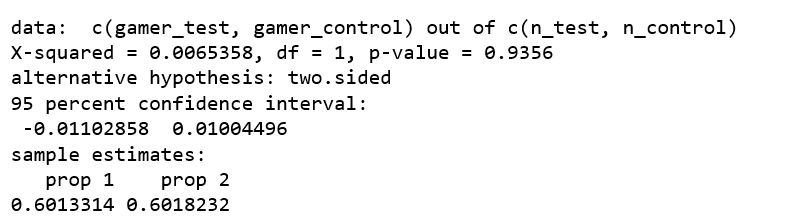 data:  c(gamer_test, gamer_control) out of c(n_test, n_control)
X-squared = 0.0065358, df = 1, p-value = 0.9356
alternative hypothesis: two.sided
95 percent confidence interval:
 -0.01102858  0.01004496
sample estimates:
   prop 1    prop 2
0.6013314 0.6018232